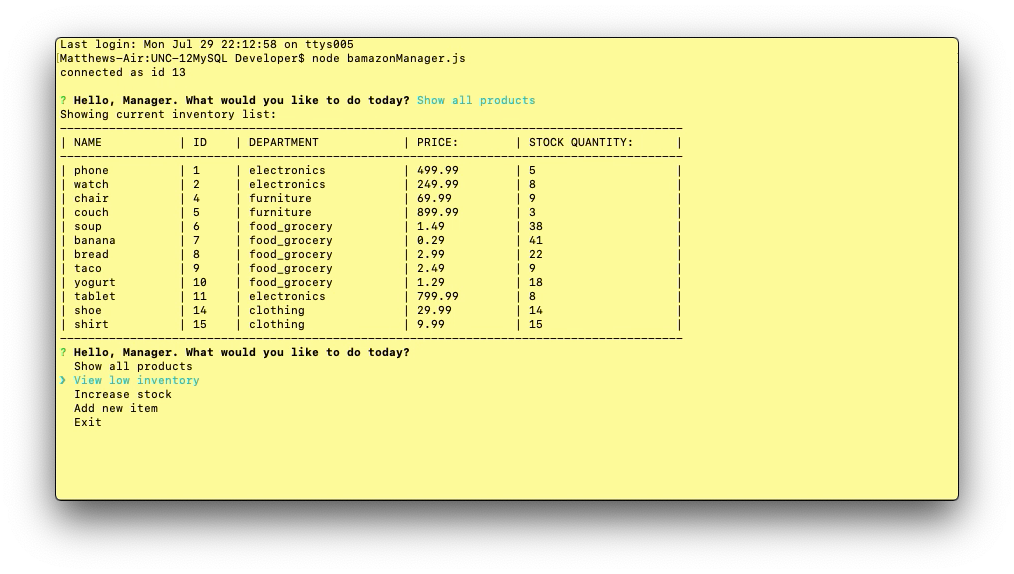 Last login: Mon Jul 29 22:12:58 on ttys005
[Matthews-Air:UNC-12MySQL Developer$ node bamazonManager.js
connected as id 13
? Hello, Manager. What would you like to do today? Show all products
Showing current inventory list:
| NAME | ID | DEPARTMENT | PRICE: | STOCK QUANTITY: |
| phone | 1 | electronics | 499.99 | 5 |
| watch | 2 | electronics | 249.99 | 8 |
| chair | 4 | furniture | 69.99 | 9 |
| couch | 5 | furniture | 899.99 | 3 |
| soup | 6 | food_grocery | 1.49 | 38 |
| banana | 7 | food_grocery | 0.29 | 41 |
| bread | 8 | food_grocery | 2.99 | 22 |
| taco | 9 | food_grocery | 2.49 | 9 |
| yogurt | 10 | food_grocery | 1.29 | 18 |
| tablet | 11 | electronics | 799.99 | 8 |
| shoe | 14 | clothing | 29.99 | 14 |
| shirt | 15 | clothing | 9.99 | 15 |
? Hello, Manager. What would you like to do today?
Show all products
❯ View low inventory
Increase stock
Add new item
Exit